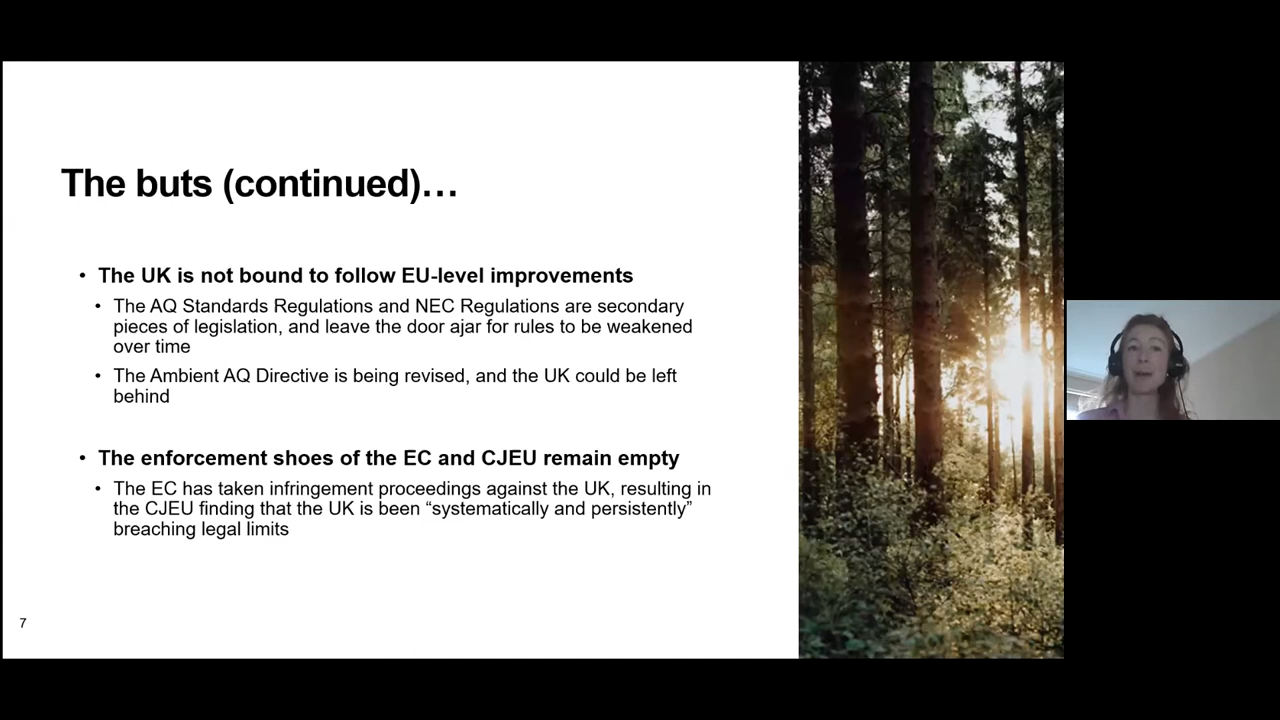 The buts (continued)…
• The UK is not bound to follow EU-level improvements
• The AQ Standards Regulations and NEC Regulations are secondary
pieces of legislation, and leave the door ajar for rules to be weakened
over time
• The Ambient AQ Directive is being revised, and the UK could be left
behind
• The enforcement shoes of the EC and CJEU remain empty
• The EC has taken infringement proceedings against the UK, resulting in
the CJEU finding that the UK is been “systematically and persistently”
breaching legal limits
7